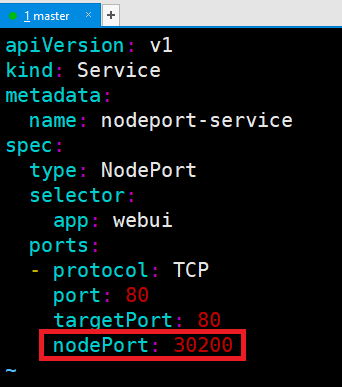 1 master × +
apiVersion: v1
kind: Service
metadata:
  name: nodeport-service
spec:
  type: NodePort
  selector:
    app: webui
  ports:
  - protocol: TCP
    port: 80
    targetPort: 80
    nodePort: 30200
~